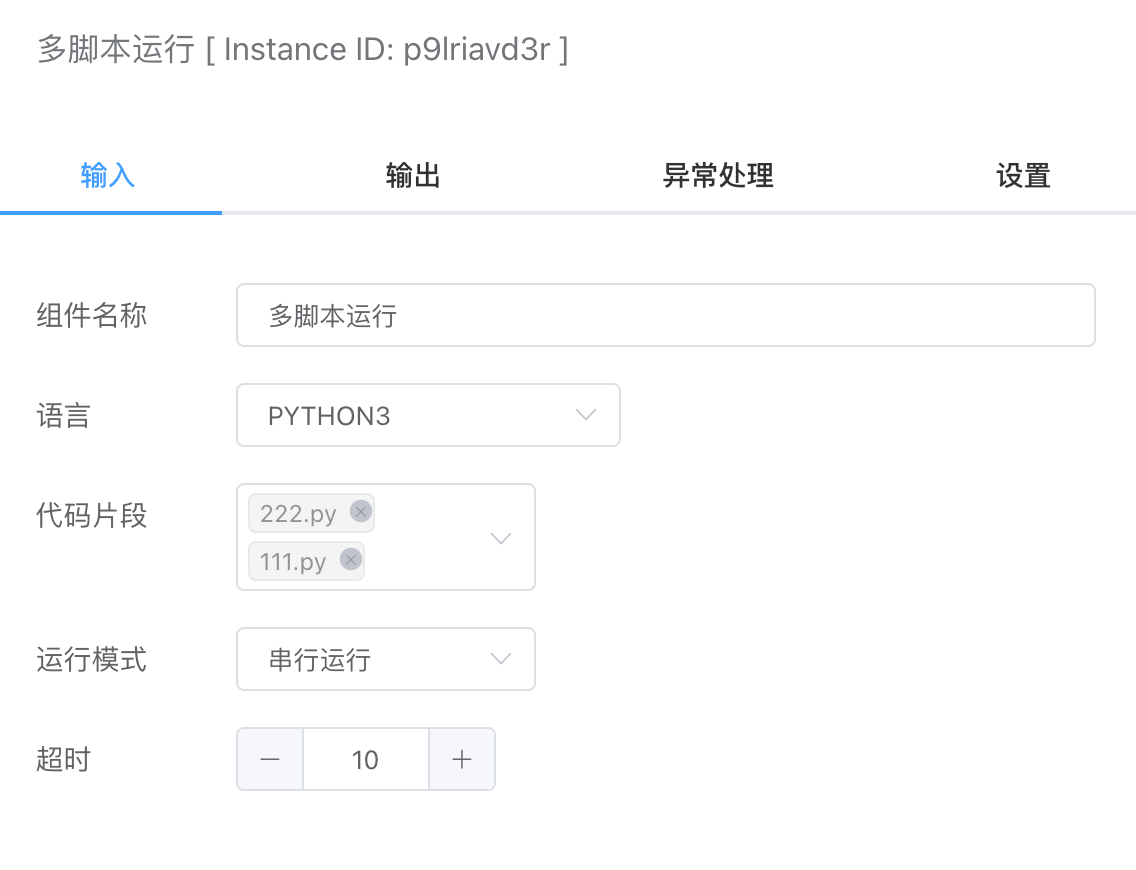 多脚本运行 [ Instance ID: p9lriavd3r ]
输入 输出 异常处理 设置
组件名称 多脚本运行
语言 PYTHON3
代码片段 222.py
111.py
运行模式 串行运行
超时 10